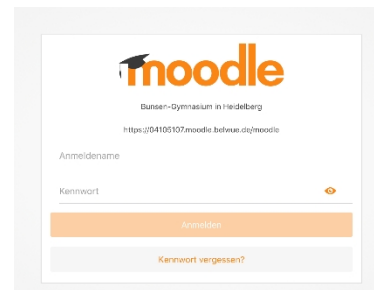 moodle
Bunsen-Gymnasium in Heidelberg
https://04105107.moodle.belwue.de/moodle
Anmeldename
Kennwort
Anmelden
Kennwort vergessen?